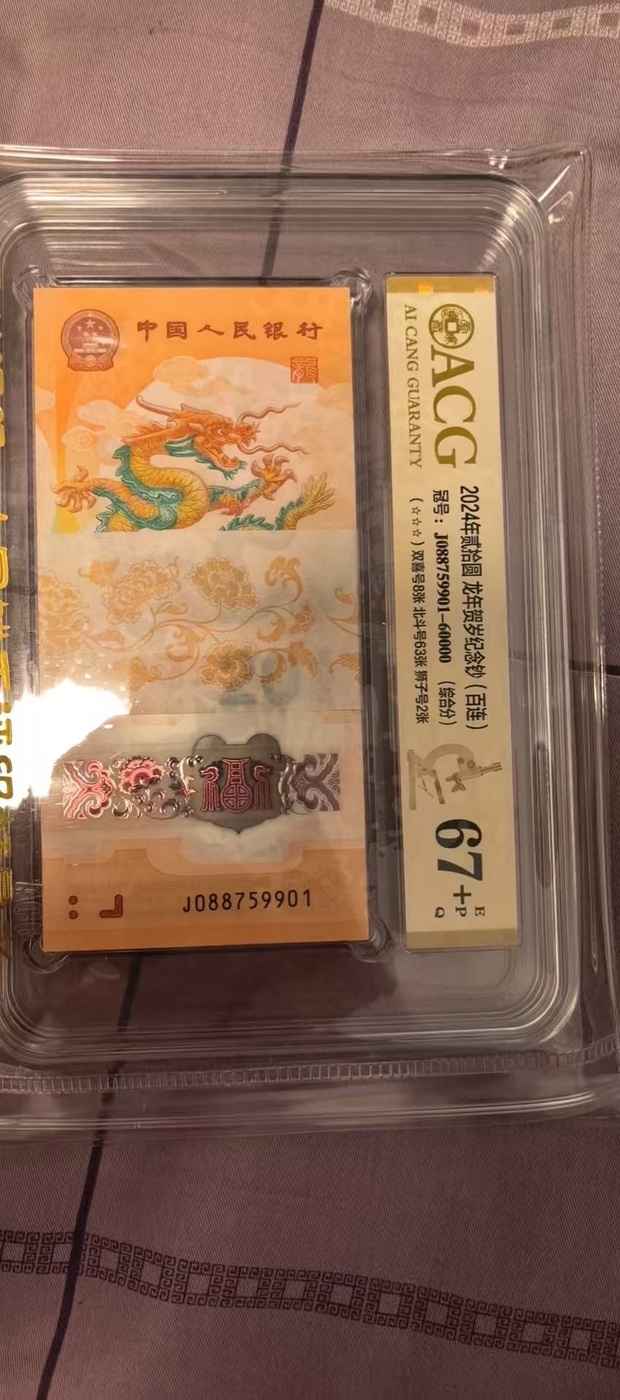 中国人民银行
龍
福
J088759901
ACG
AI CANG GUARANTY
2024年贰拾圆 龙年贺岁纪念钞（百连）
冠号：J088759901-60000 （综合分）
（☆☆☆）双喜号8张 北斗号63张 狮子号2张
67+
E
P
Q